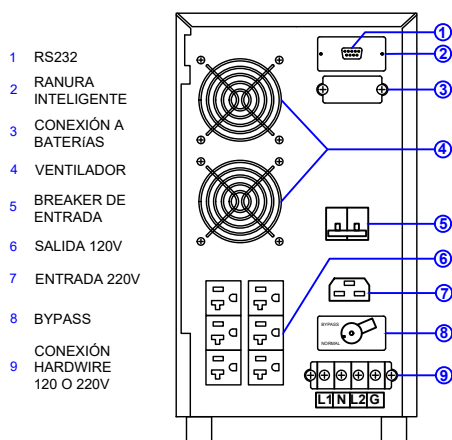 1 RS232
2 RANURA
INTELIGENTE
3 CONEXIÓN A
BATERÍAS
4 VENTILADOR
5 BREAKER DE
ENTRADA
6 SALIDA 120V
7 ENTRADA 220V
8 BYPASS
9 CONEXIÓN
HARDWIRE
120 O 220V
1
2
3
4
5
6
7
BYPASS
NORMAL
8
9
L1 N L2 G